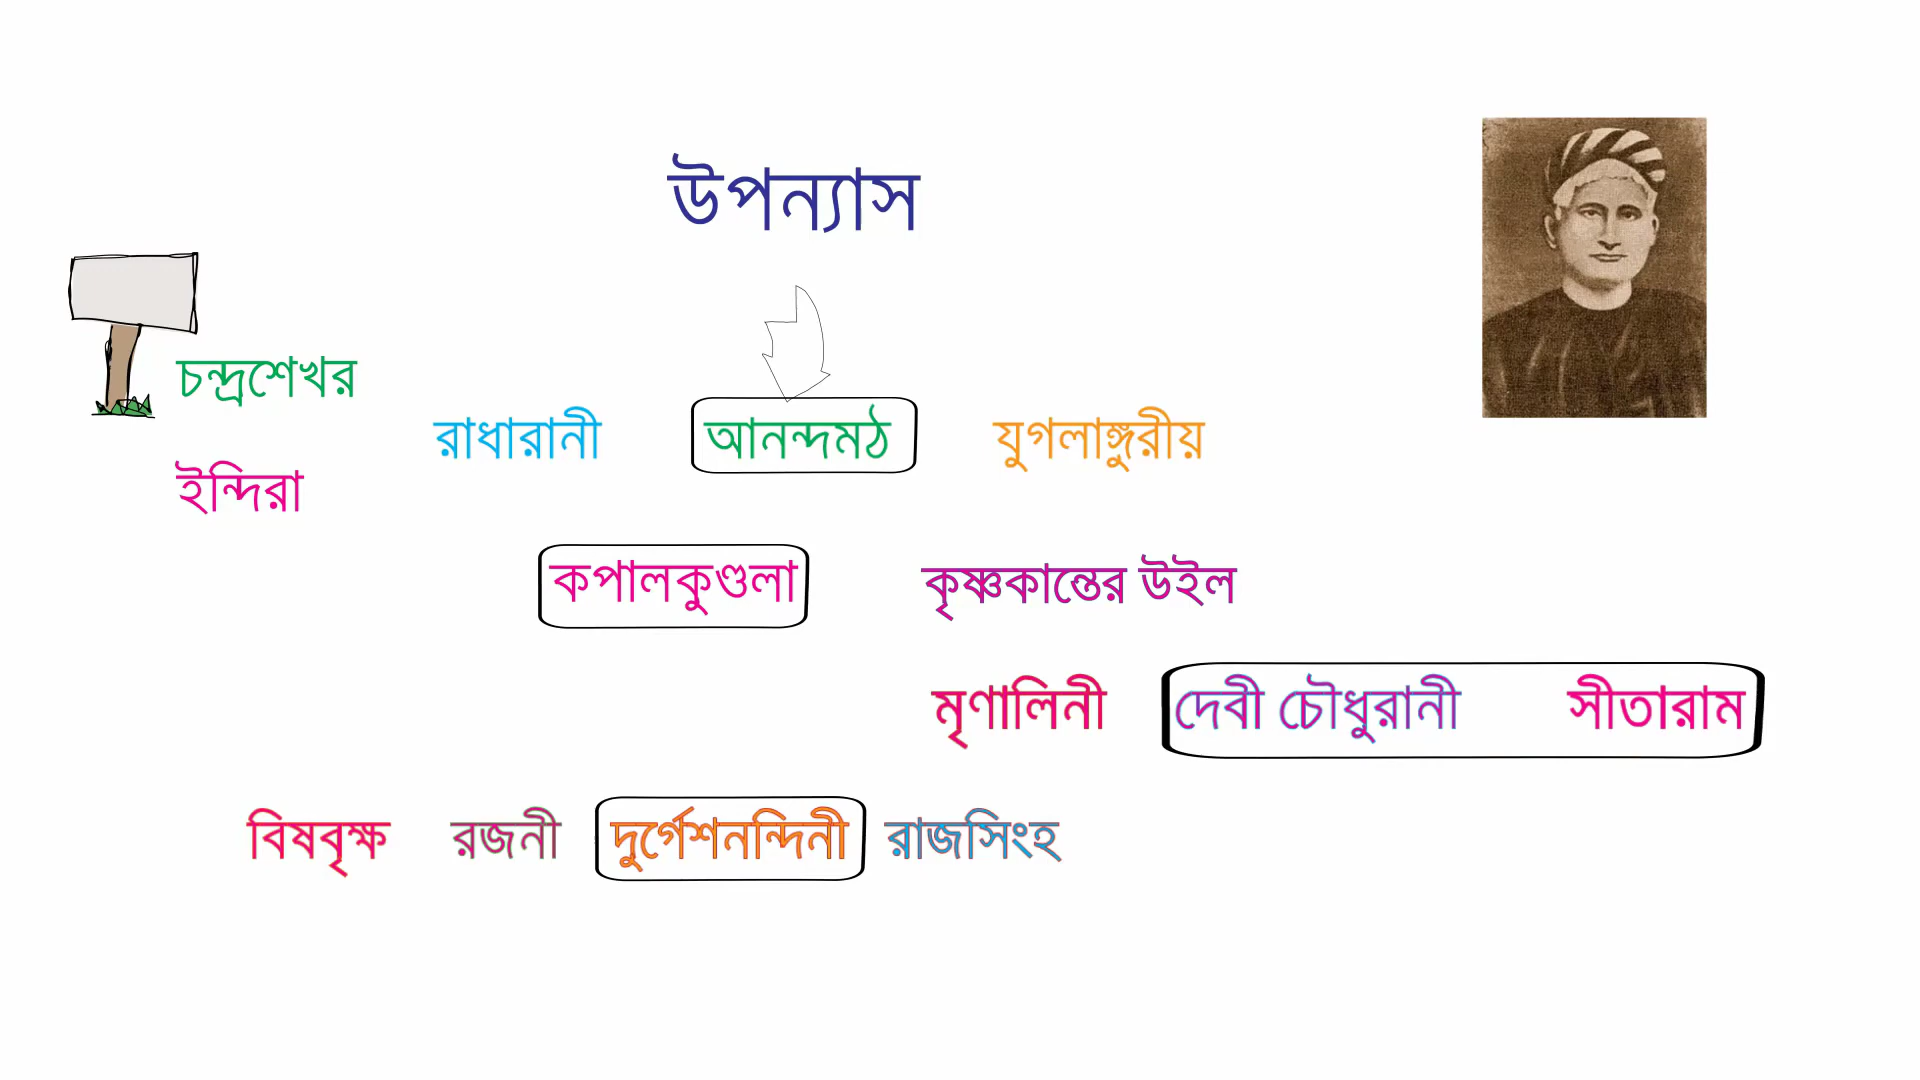 উপন্যাস
চন্দ্রশেখর
রাধারানী আনন্দমঠ যুগলাঙ্গুরীয়
ইন্দিরা
কপালকুণ্ডলা কৃষ্ণকান্তের উইল
মৃণালিনী দেবী চৌধুরানী সীতারাম
বিষবৃক্ষ রজনী দুর্গেশনন্দিনী রাজসিংহ